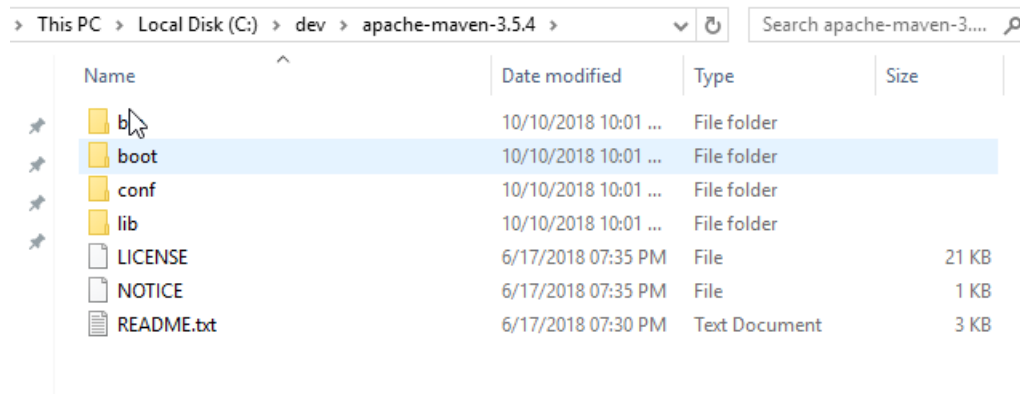 > This PC > Local Disk (C:) > dev > apache-maven-3.5.4 > Search apache-maven-3....
Name Date modified Type Size
10/10/2018 10:01 ... File folder
boot 10/10/2018 10:01 ... File folder
conf 10/10/2018 10:01 ... File folder
lib 10/10/2018 10:01 ... File folder
LICENSE 6/17/2018 07:35 PM File 21 KB
NOTICE 6/17/2018 07:35 PM File 1 KB
README.txt 6/17/2018 07:30 PM Text Document 3 KB